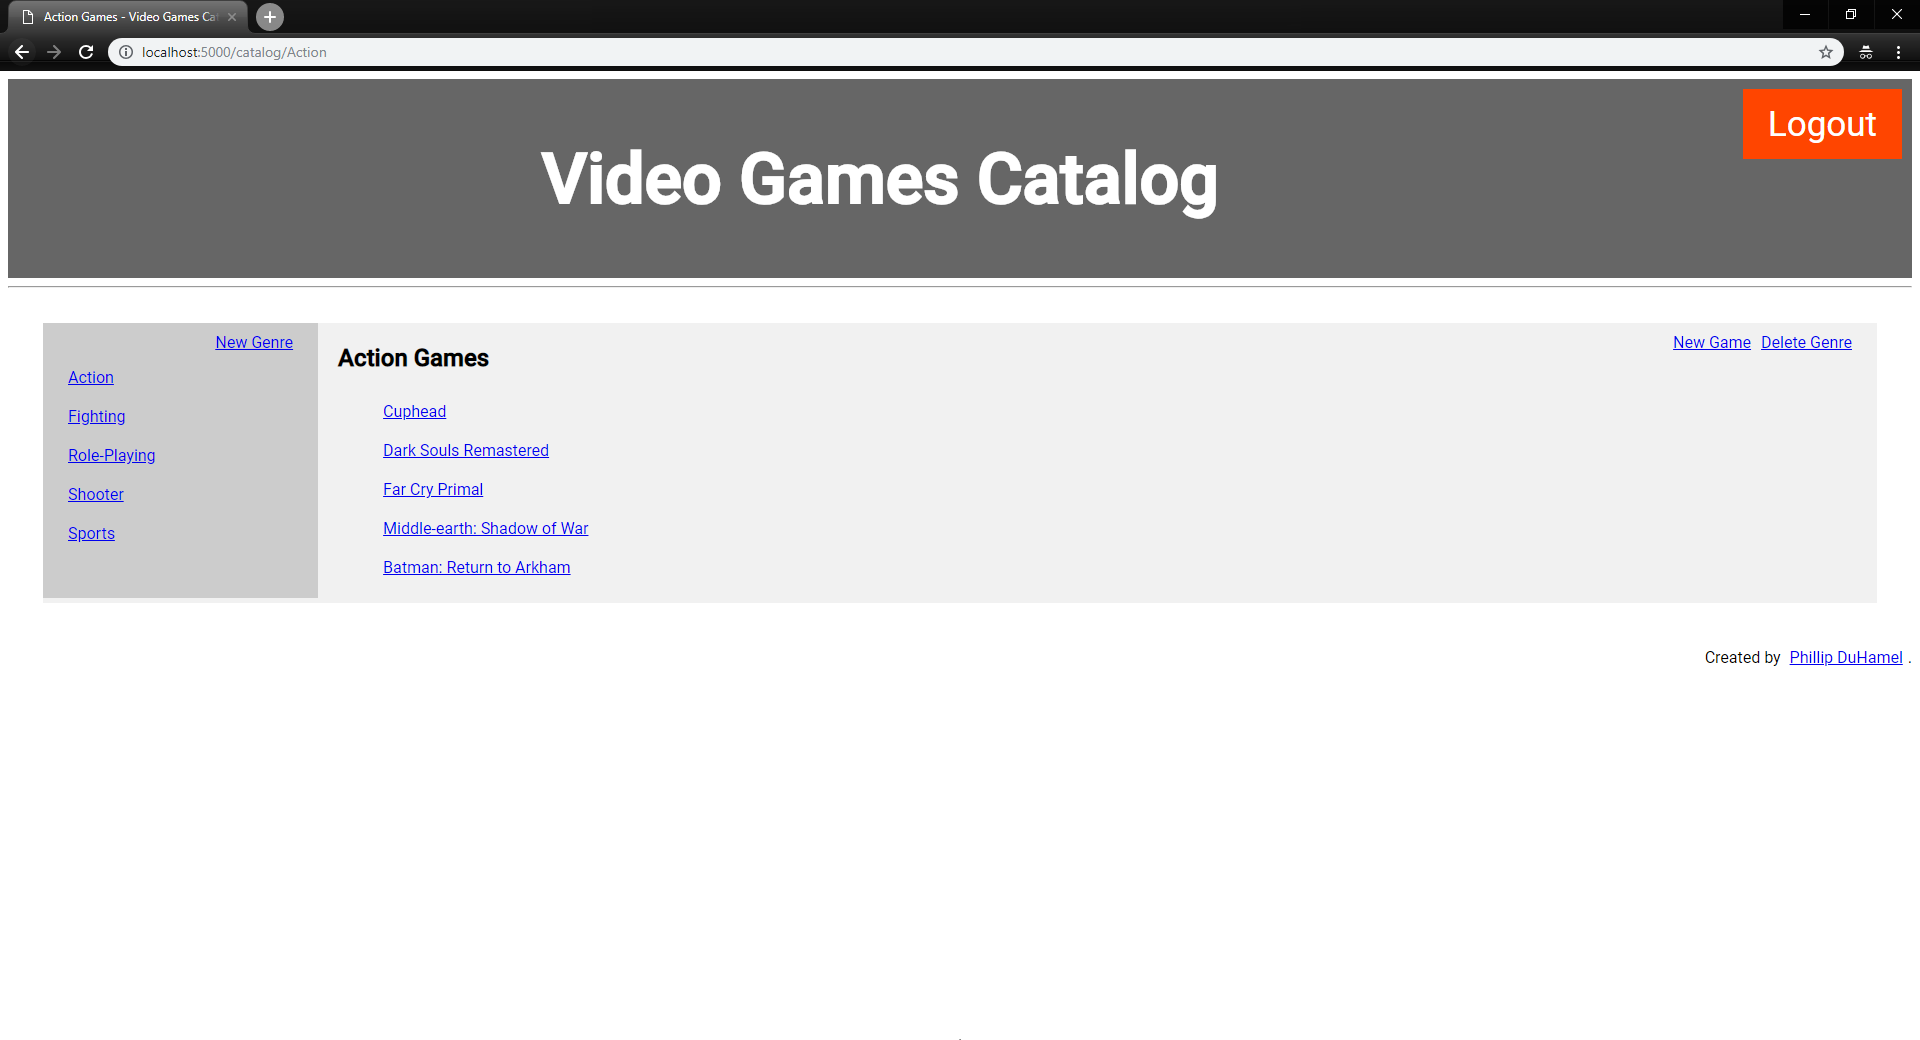 Action Games - Video Games Ca
localhost:5000/catalog/Action
Logout
Video Games Catalog
New Genre
Action
Fighting
Role-Playing
Shooter
Sports
Action Games
New Game Delete Genre
Cuphead
Dark Souls Remastered
Far Cry Primal
Middle-earth: Shadow of War
Batman: Return to Arkham
Created by Phillip DuHamel .